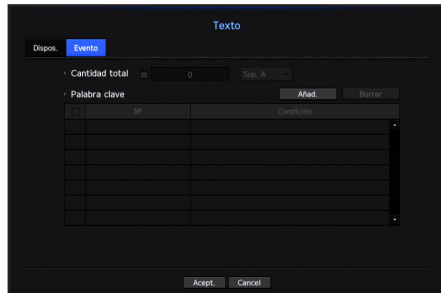 Texto
Dispos. Evento
Cantidad total 0 Sup. A
Palabra clave Añad. Borrar
Nº Condición
Acept. Cancel